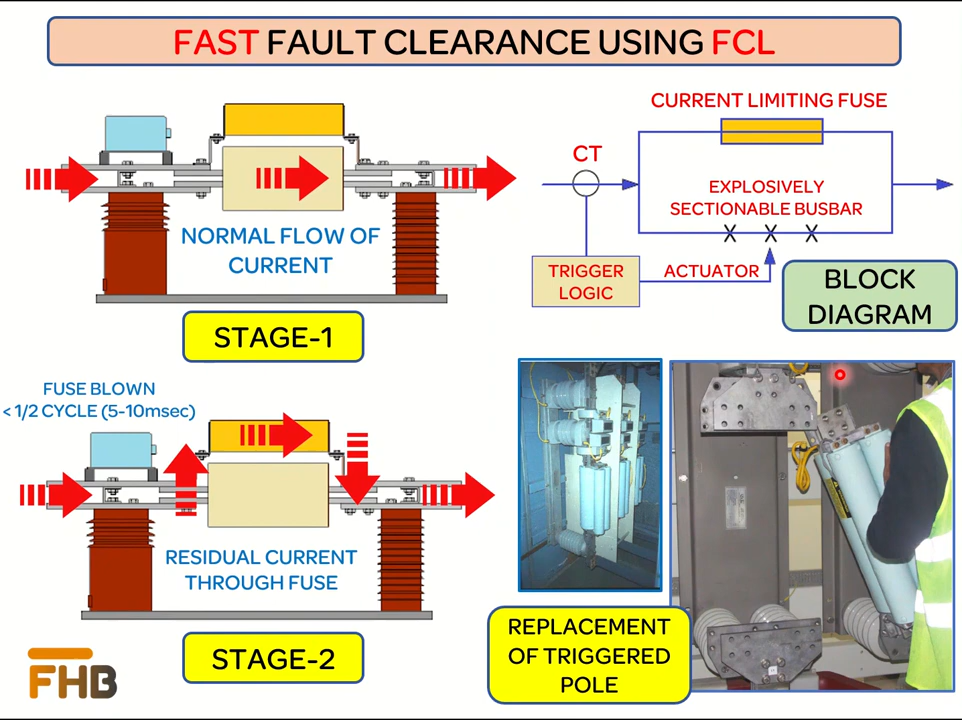 FAST FAULT CLEARANCE USING FCL
NORMAL FLOW OF
CURRENT
STAGE-1
CURRENT LIMITING FUSE
CT
EXPLOSIVELY
SECTIONABLE BUSBAR
X X X
TRIGGER
LOGIC
ACTUATOR
BLOCK
DIAGRAM
FUSE BLOWN
< 1/2 CYCLE (5-10msec)
RESIDUAL CURRENT
THROUGH FUSE
STAGE-2
REPLACEMENT
OF TRIGGERED
POLE
FHB